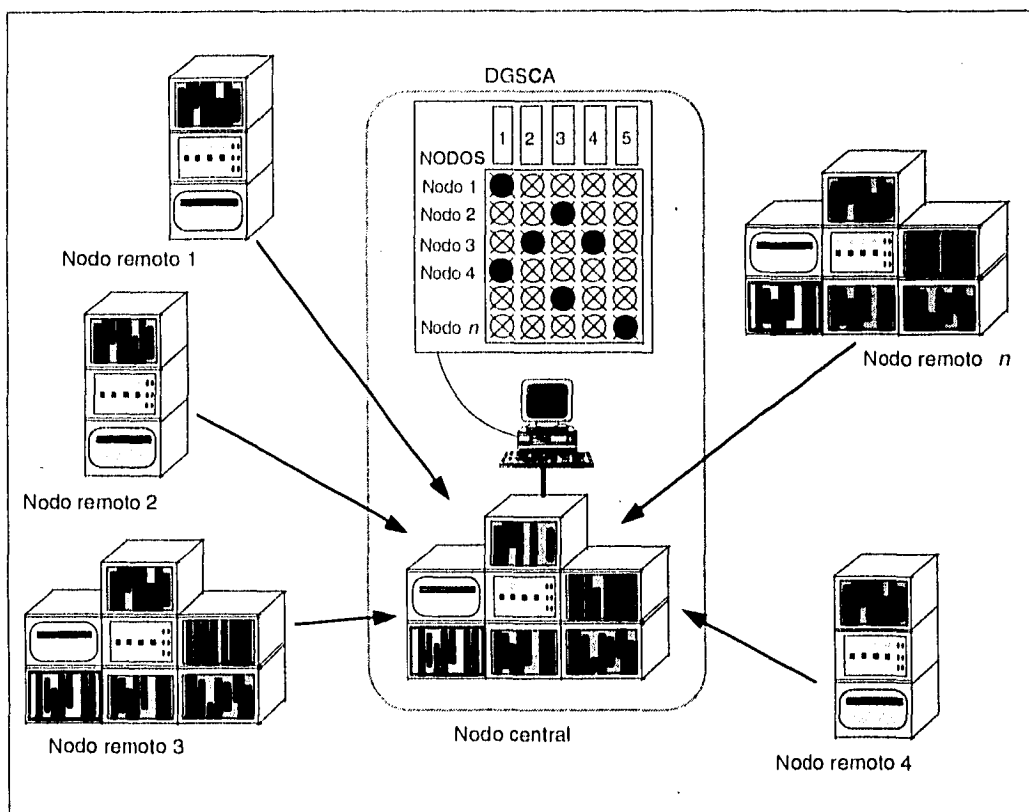 DGSCA
1 2 3 4 5
NODOS
Nodo 1
Nodo 2
Nodo 3
Nodo 4
Nodo n
Nodo remoto 1
Nodo remoto n
Nodo remoto 2
Nodo remoto 3
Nodo central
Nodo remoto 4